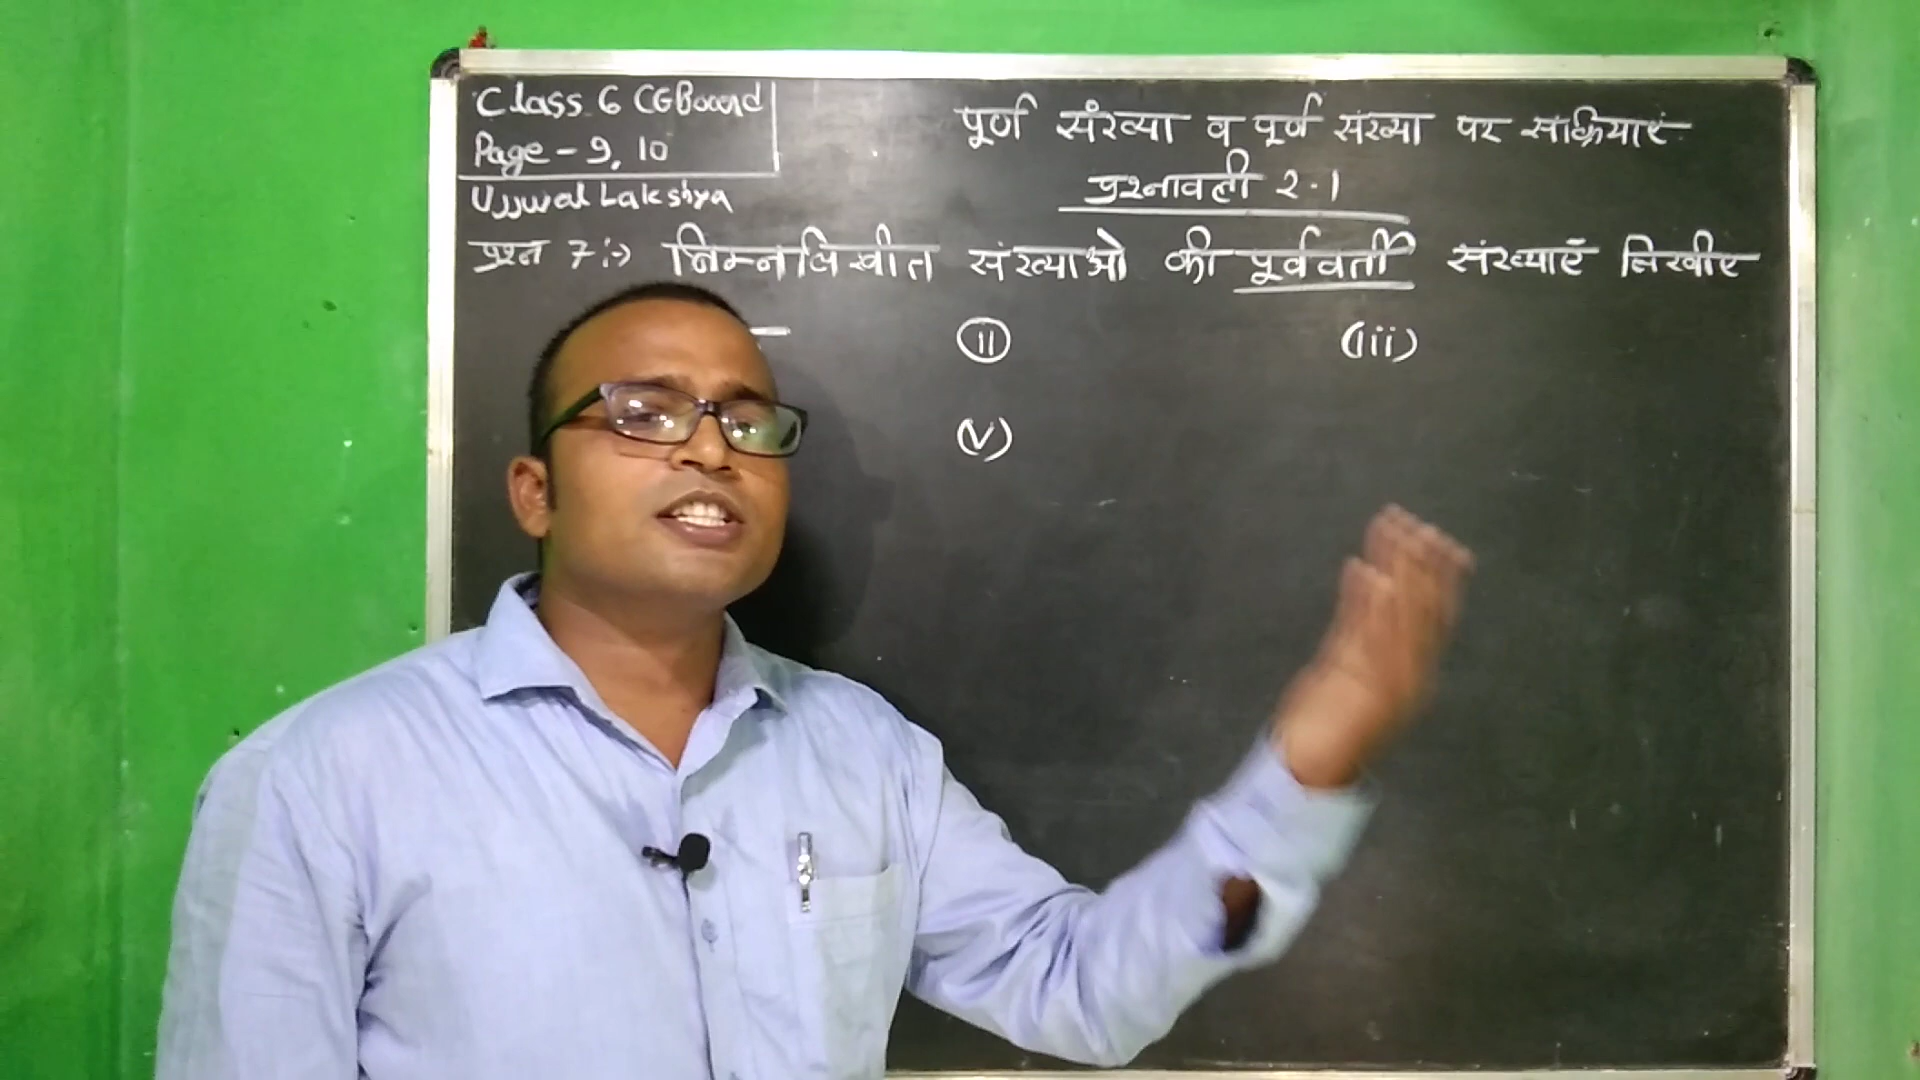 Class 6 CGBoard
Page - 9, 10
Ujjwal Lakshya
पूर्ण संख्या व पूर्ण संख्या पर संक्रियाएं
प्रश्नावली 2.1
प्रश्न 7:-> निम्नलिखीत संख्याओ की पूर्ववर्ती संख्याएँ लिखीए
(ii) (iii)
(v)